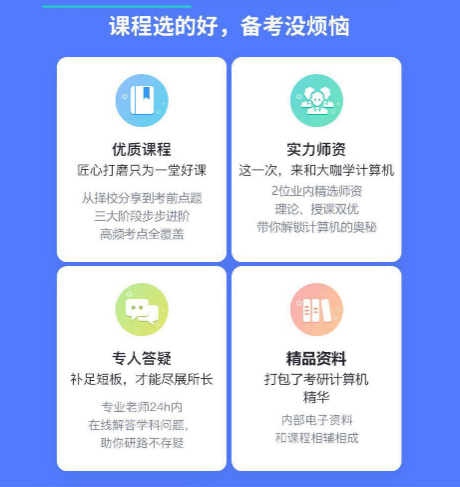 课程选的好，备考没烦恼
优质课程
匠心打磨只为一堂好课
从择校分享到考前点题
三大阶段步步进阶
高频考点全覆盖
实力师资
这一次，来和大咖学计算机
2位业内精选师资
理论、授课双优
带你解锁计算机的奥秘
专人答疑
补足短板，才能尽展所长
专业老师24h内
在线解答学科问题，
助你研路不存疑
精品资料
打包了考研计算机
精华
内部电子资料
和课程相辅相成